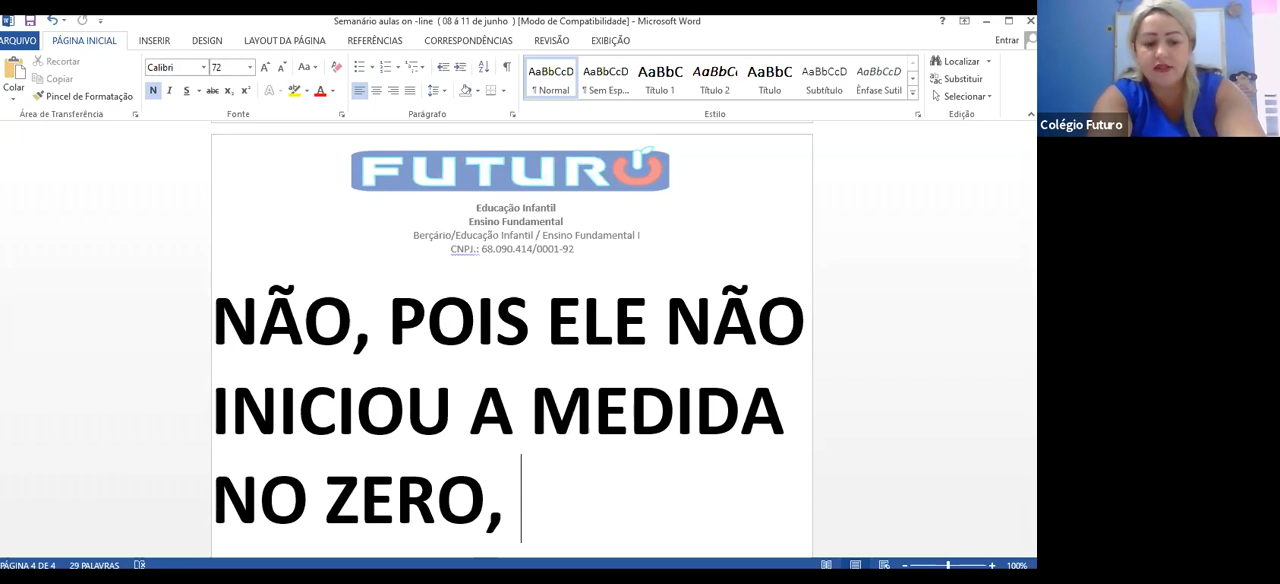 Semanário aulas on -line ( 08 á 11 de junho ) [Modo de Compatibilidade] - Microsoft Word
ARQUIVO PÁGINA INICIAL INSERIR DESIGN LAYOUT DA PÁGINA REFERÊNCIAS CORRESPONDÊNCIAS REVISÃO EXIBIÇÃO Entrar
Colar
Recortar
Copiar
Pincel de Formatação
Área de Transferência
Calibri 72
N I S abc x₂ x²
Fonte
Parágrafo
AaBbCcD AaBbCcD AaBbC AaBbC AaBbC AaBbCcD AaBbCcD
¶ Normal ¶ Sem Esp... Título 1 Título 2 Título Subtítulo Ênfase Sutil
Estilo
Localizar
Substituir
Selecionar
Edição
Colégio Futuro
FUTURO
Educação Infantil
Ensino Fundamental
Berçário/Educação Infantil / Ensino Fundamental I
CNPJ.: 68.090.414/0001-92
NÃO, POIS ELE NÃO
INICIOU A MEDIDA
NO ZERO,
PÁGINA 4 DE 4 29 PALAVRAS 100%